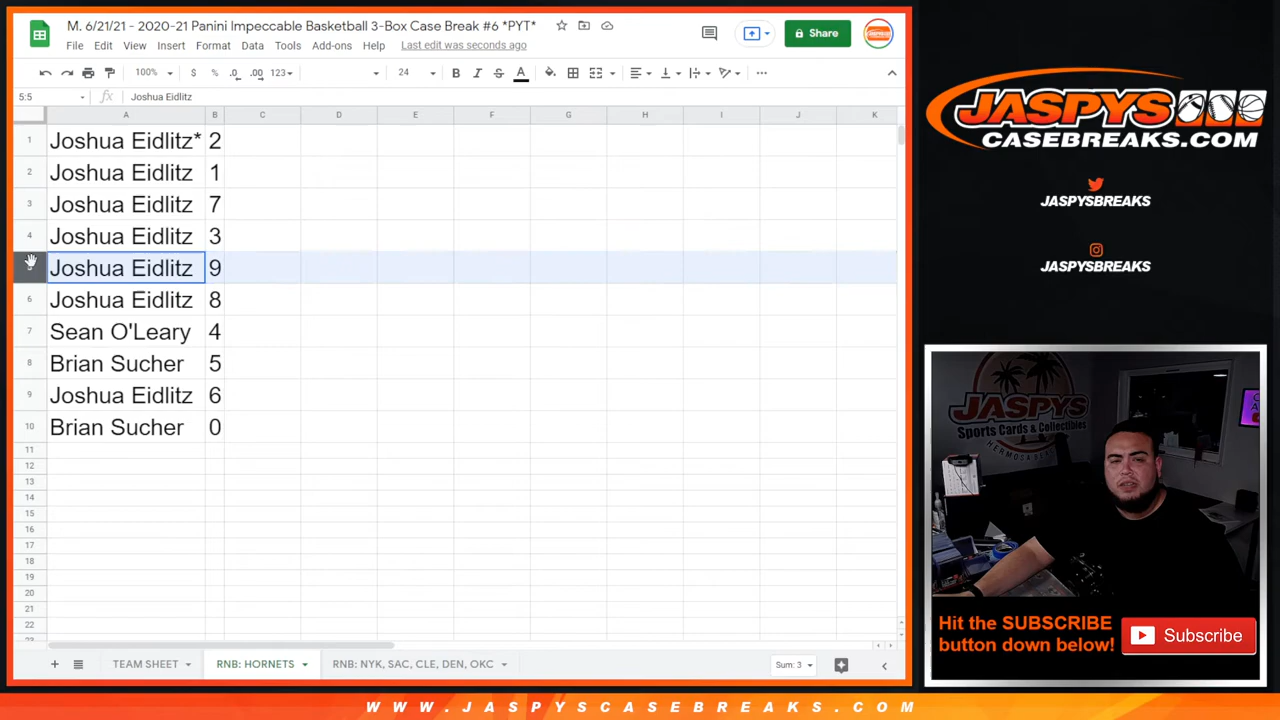 M. 6/21/21 - 2020-21 Panini Impeccable Basketball 3-Box Case Break #6 *PYT*
File Edit View Insert Format Data Tools Add-ons Help Last edit was seconds ago
Share
100% $ % .0 .00 123 24 B I S A
5:5 fx Joshua Eidlitz
A B C D E F G H I J K
1 Joshua Eidlitz* 2
2 Joshua Eidlitz 1
3 Joshua Eidlitz 7
4 Joshua Eidlitz 3
Joshua Eidlitz 9
6 Joshua Eidlitz 8
7 Sean O'Leary 4
8 Brian Sucher 5
9 Joshua Eidlitz 6
10 Brian Sucher 0
11
12
13
14
15
16
17
18
19
20
21
22
23
TEAM SHEET RNB: HORNETS RNB: NYK, SAC, CLE, DEN, OKC Sum: 3
JASPYS
CASEBREAKS.COM
JASPYSBREAKS
JASPYSBREAKS
JASPYS
Sports Cards & Collectibles
Hit the SUBSCRIBE
button down below!
Subscribe
WWW.JASPYSCASEBREAKS.COM